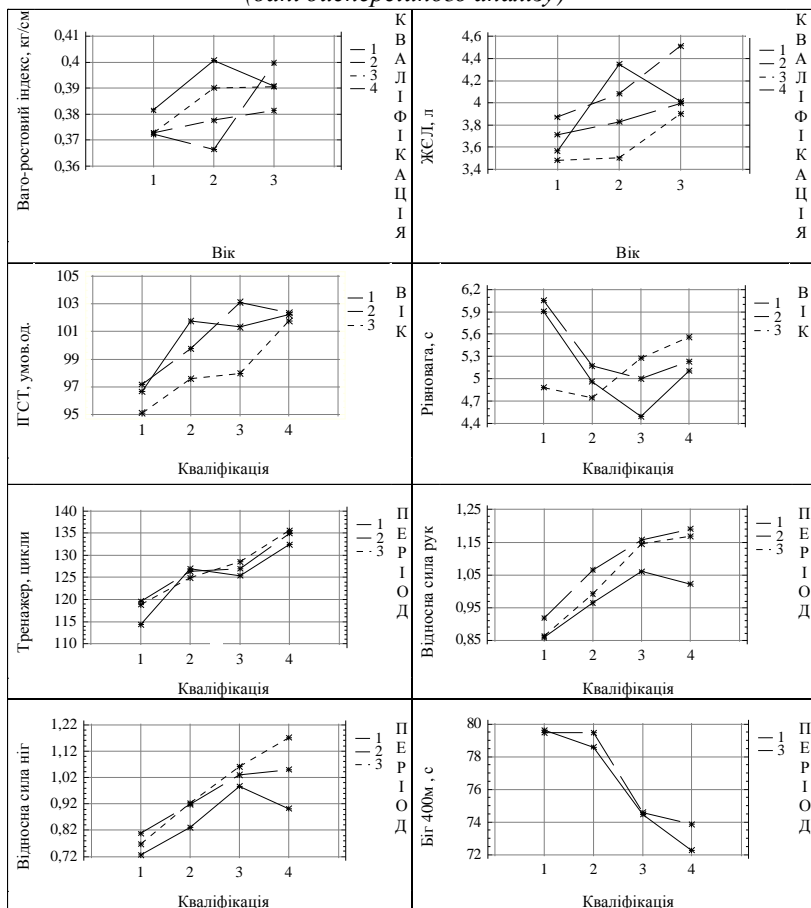 (дані дисперсійного аналізу)
Ваго-ростовий індекс, кг/см
0,41
0,4
0,39
0,38
0,37
0,36
1 2 3
Вік
1
2
3
4
КВАЛІФІКАЦІЯ
ЖЄЛ, л
4,6
4,4
4,2
4
3,8
3,6
3,4
1 2 3
Вік
1
2
3
4
КВАЛІФІКАЦІЯ
ІГСТ, умов.од.
105
103
101
99
97
95
1 2 3 4
Кваліфікація
1
2
3
ВІК
Рівновага, с
6,2
5,9
5,6
5,3
5
4,7
4,4
1 2 3 4
Кваліфікація
1
2
3
ВІК
Тренажер, цикли
140
135
130
125
120
115
110
1 2 3 4
Кваліфікація
1
2
3
ПЕРІОД
Відносна сила рук
1,25
1,15
1,05
0,95
0,85
1 2 3 4
Кваліфікація
1
2
3
ПЕРІОД
Відносна сила ніг
1,22
1,12
1,02
0,92
0,82
0,72
1 2 3 4
Кваліфікація
1
2
3
ПЕРІОД
Біг 400м , с
80
78
76
74
72
1 2 3 4
Кваліфікація
1
3
ПЕРІОД